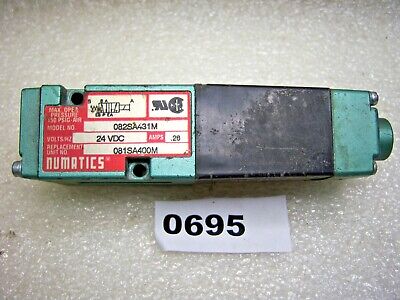 MAX. OPER.
PRESSURE
150 PSIG-AIR
MODEL NO. 082SA431M
VOLTS/HZ 24 VDC AMPS .26
REPLACEMENT
UNIT NO. 081SA400M
NUMATICS®
0695